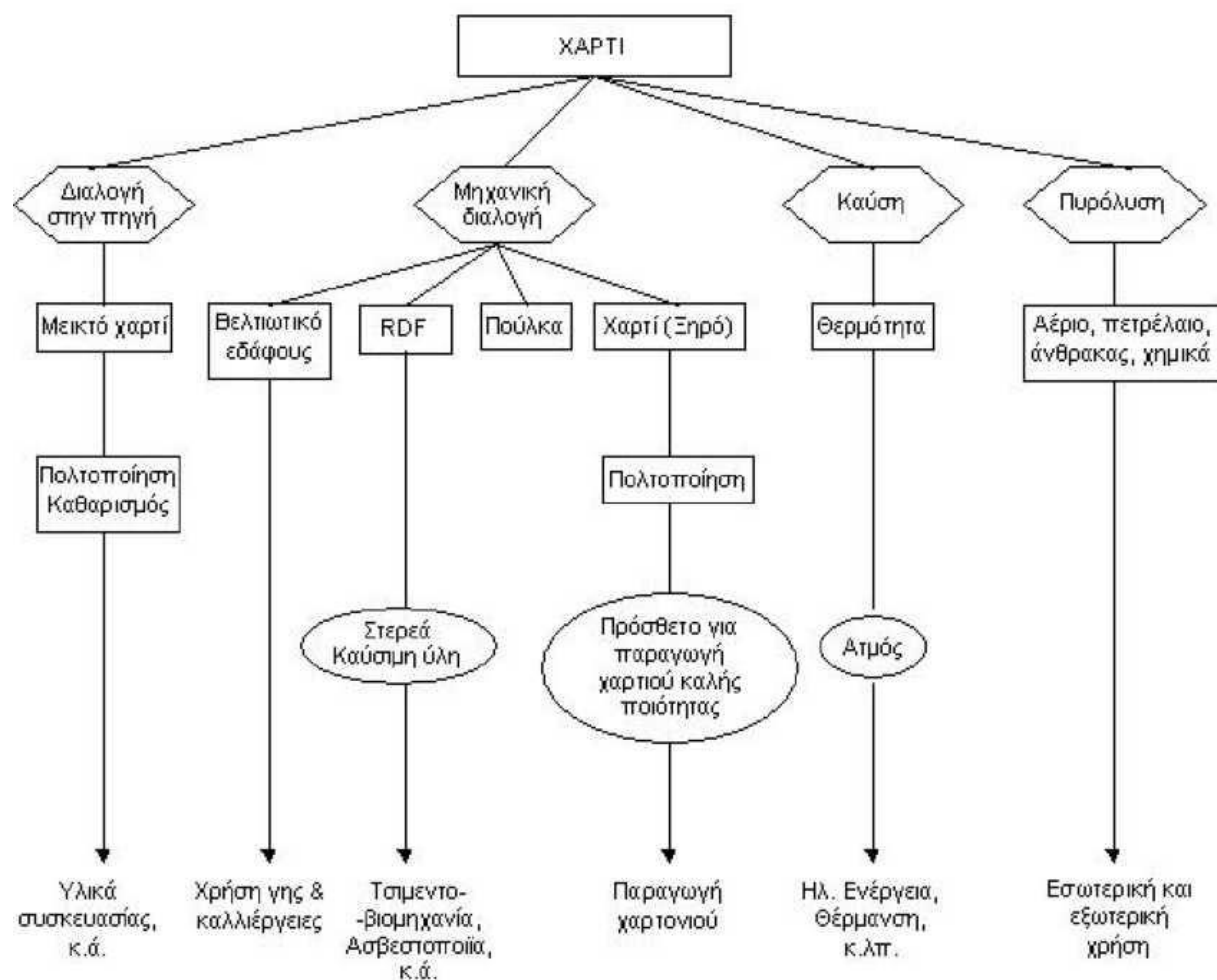 ΧΑΡΤΙ
Διαλογή
στην πηγή
Μηχανική
διαλογή
Καύση
Πυρόλυση
Μεικτό χαρτί
Βελτιωτικό
εδάφους
RDF
Πούλκα
Χαρτί (Ξηρό)
Θερμότητα
Αέριο, πετρέλαιο,
άνθρακας, χημικά
Πολτοποίηση
Καθαρισμός
Πολτοποίηση
Στερεά
Καύσιμη ύλη
Πρόσθετο για
παραγωγή
χαρτιού καλής
ποιότητας
Ατμός
Υλικά
συσκευασίας,
κ.ά.
Χρήση γης &
καλλιέργειες
Τσιμεντο-
-βιομηχανία,
Ασβεστοποιϊα,
κ.ά.
Παραγωγή
χαρτονιού
Ηλ. Ενέργεια,
Θέρμανση,
κ.λπ.
Εσωτερική και
εξωτερική
χρήση